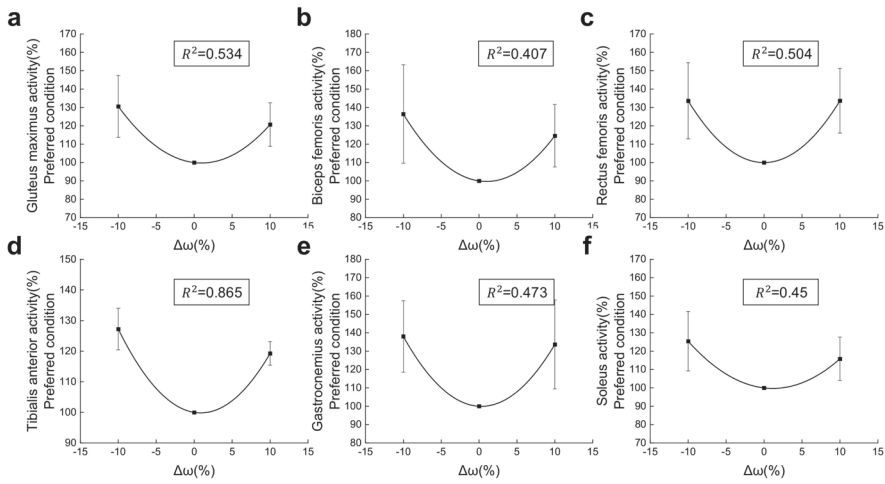 a
Gluteus maximus activity(%)
Preferred condition
170
160
150
140
130
120
110
100
90
80
70
R²=0.534
-15 -10 -5 0 5 10 15
Δω(%)
b
Biceps femoris activity(%)
Preferred condition
170
160
150
140
130
120
110
100
90
80
70
R²=0.407
-15 -10 -5 0 5 10 15
Δω(%)
c
Rectus femoris activity(%)
Preferred condition
170
160
150
140
130
120
110
100
90
80
70
R²=0.504
-15 -10 -5 0 5 10 15
Δω(%)
d
Tibialis anterior activity(%)
Preferred condition
150
140
130
120
110
100
90
R²=0.865
-15 -10 -5 0 5 10 15
Δω(%)
e
Gastrocnemius activity(%)
Preferred condition
180
170
160
150
140
130
120
110
100
90
80
R²=0.473
-15 -10 -5 0 5 10 15
Δω(%)
f
Soleus activity(%)
Preferred condition
170
160
150
140
130
120
110
100
90
80
70
R²=0.45
-15 -10 -5 0 5 10 15
Δω(%)